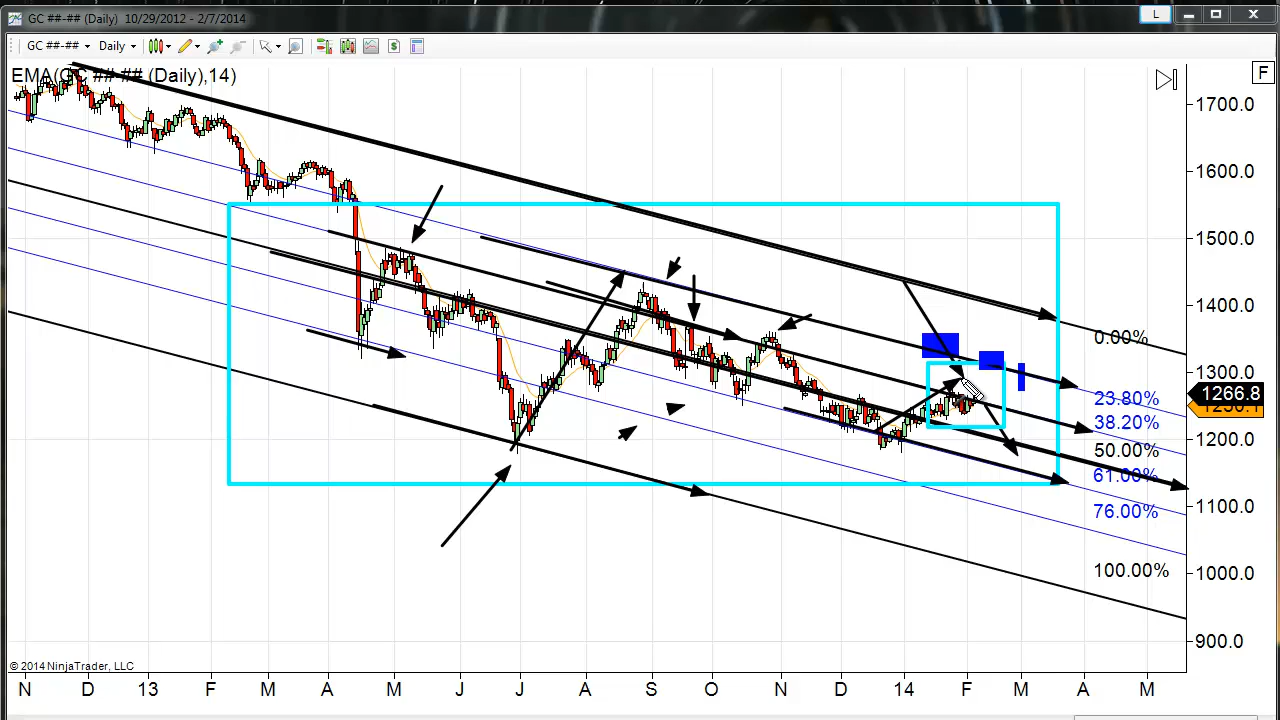 GC ##-## (Daily) 10/29/2012 - 2/7/2014
L
GC ##-## Daily
$
EMA(GC ##-## (Daily),14)
F
1700.0
1600.0
1500.0
1400.0
0.00%
1300.0
1266.8
23.80%
38.20%
1200.0
50.00%
61.00%
1100.0
76.00%
100.00%
1000.0
900.0
© 2014 NinjaTrader, LLC
N D 13 F M A M J J A S O N D 14 F M A M